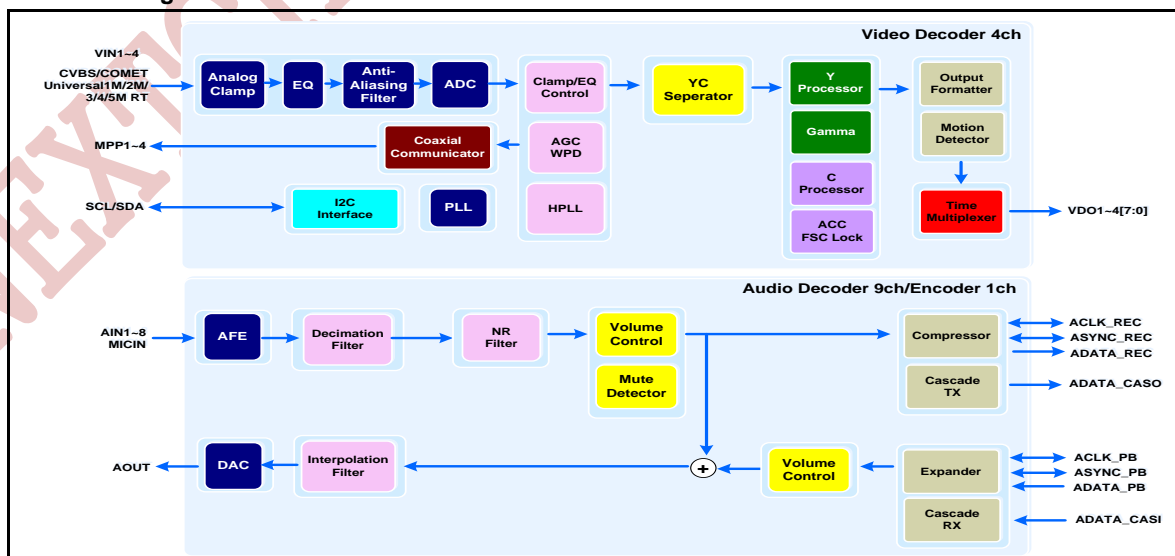 Video Decoder 4ch
VIN1~4
CVBS/COMET
Universal1M/2M/
3/4/5M RT
Analog
Clamp
EQ
Anti-
Aliasing
Filter
ADC
Clamp/EQ
Control
YC
Seperator
Y
Processor
Output
Formatter
MPP1~4
Coaxial
Communicator
AGC
WPD
Gamma
Motion
Detector
SCL/SDA
I2C
Interface
PLL
HPLL
C
Processor
ACC
FSC Lock
Time
Multiplexer
VDO1~4[7:0]
Audio Decoder 9ch/Encoder 1ch
AIN1~8
MICIN
AFE
Decimation
Filter
NR
Filter
Volume
Control
Mute
Detector
Compressor
ACLK_REC
ASYNC_REC
ADATA_REC
Cascade
TX
ADATA_CASO
AOUT
DAC
Interpolation
Filter
+
Volume
Control
Expander
ACLK_PB
ASYNC_PB
ADATA_PB
Cascade
RX
ADATA_CASI